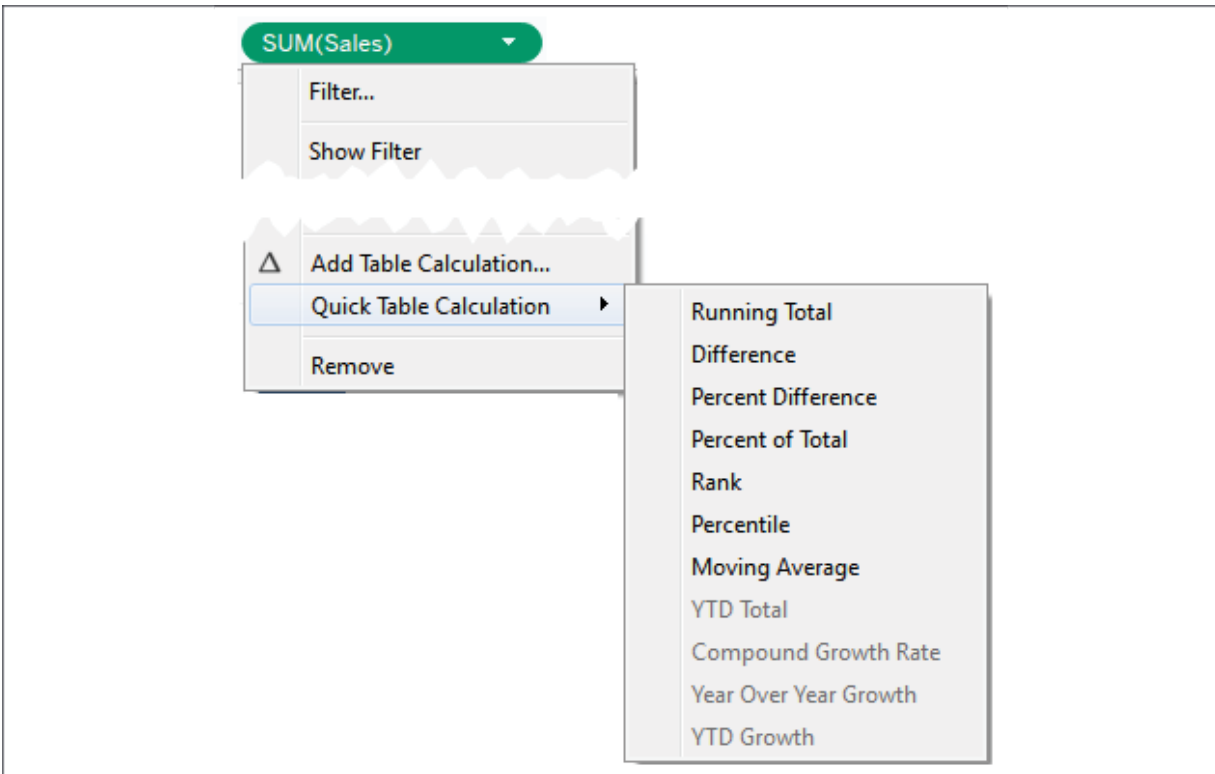 SUM(Sales)
Filter...
Show Filter
Add Table Calculation...
Quick Table Calculation
Remove
Running Total
Difference
Percent Difference
Percent of Total
Rank
Percentile
Moving Average
YTD Total
Compound Growth Rate
Year Over Year Growth
YTD Growth